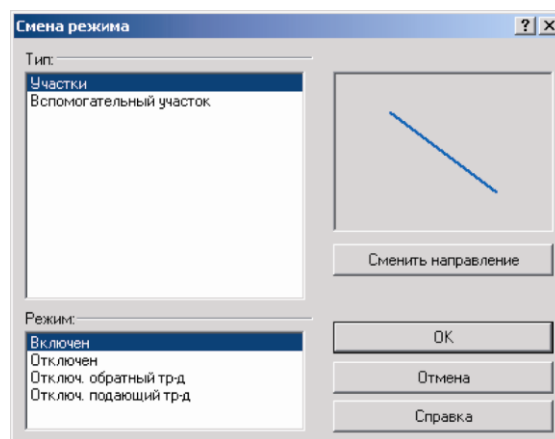 Смена режима
Тип:
Участки
Вспомогательный участок
Сменить направление
Режим:
Включен
Отключен
Отключ. обратный тр-д
Отключ. подающий тр-д
OK
Отмена
Справка